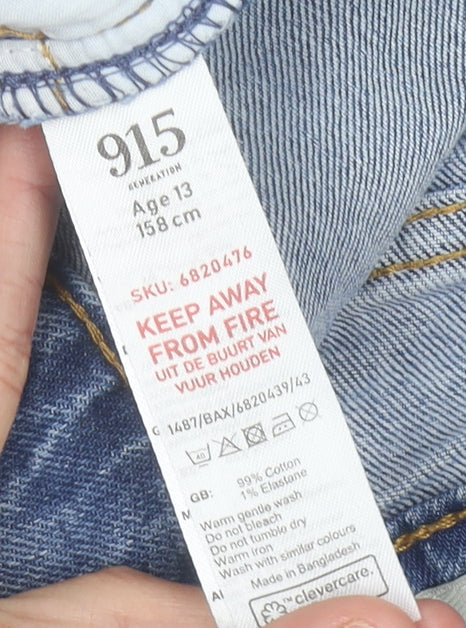 915
GENERATION
Age 13
158 cm
SKU: 6820476
KEEP AWAY
FROM FIRE
UIT DE BUURT VAN
VUUR HOUDEN
G 1487/BAX/6820439/43
40
GB: 99% Cotton
1% Elastane
Warm gentle wash
Do not bleach
Do not tumble dry
Warm iron
Wash with similar colours
Made in Bangladesh
clevercare.